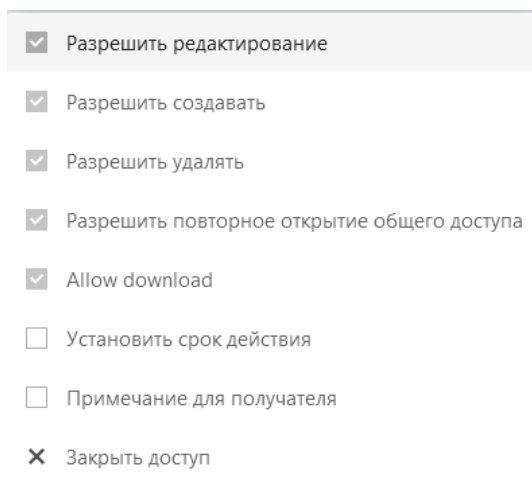 Разрешить редактирование
Разрешить создавать
Разрешить удалять
Разрешить повторное открытие общего доступа
Allow download
Установить срок действия
Примечание для получателя
Закрыть доступ